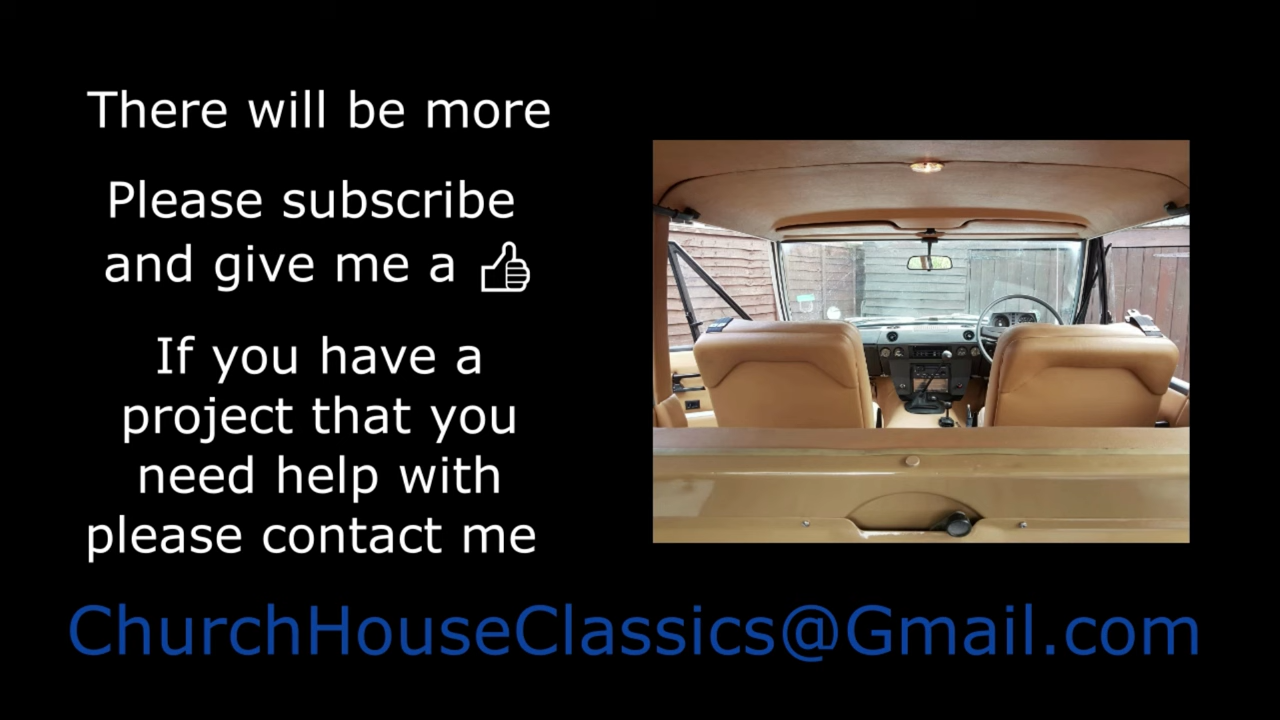 There will be more
Please subscribe
and give me a 
If you have a
project that you
need help with
please contact me
ChurchHouseClassics@Gmail.com